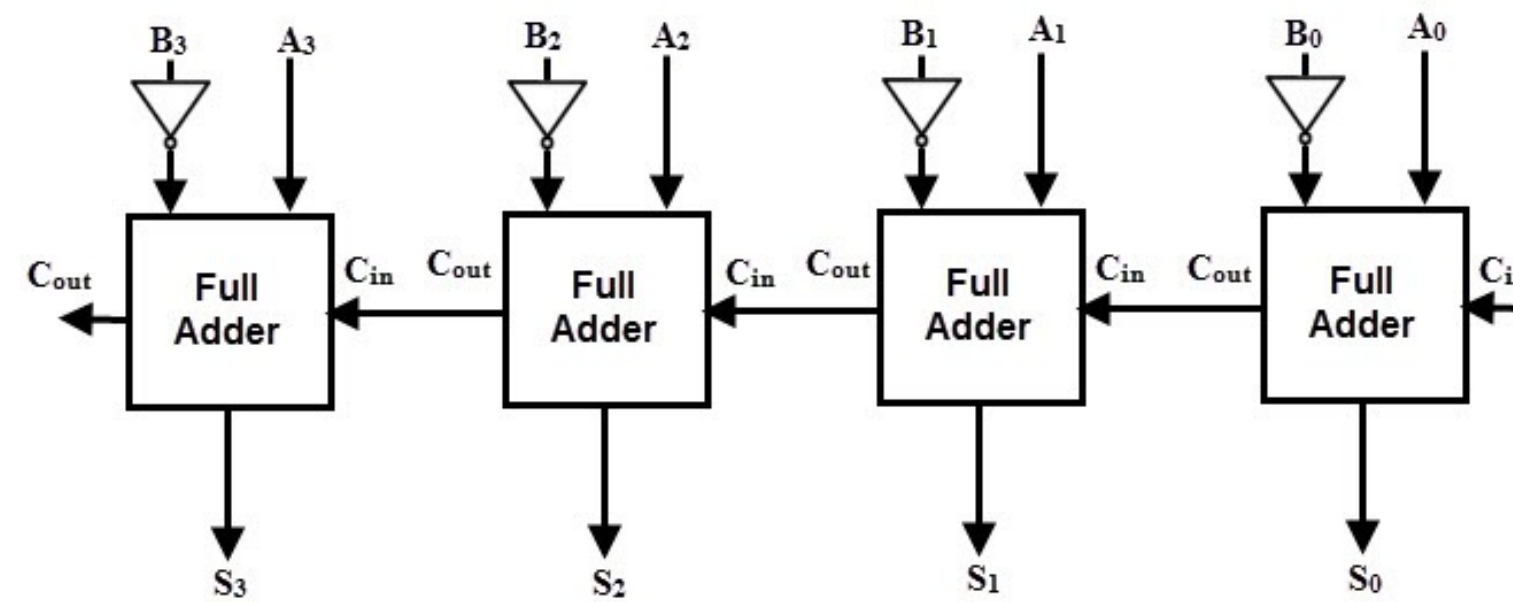 B₃ A₃ B₂ A₂ B₁ A₁ B₀ A₀
Cout Full Adder Cin Cout Full Adder Cin Cout Full Adder Cin Cout Full Adder
S₃ S₂ S₁ S₀